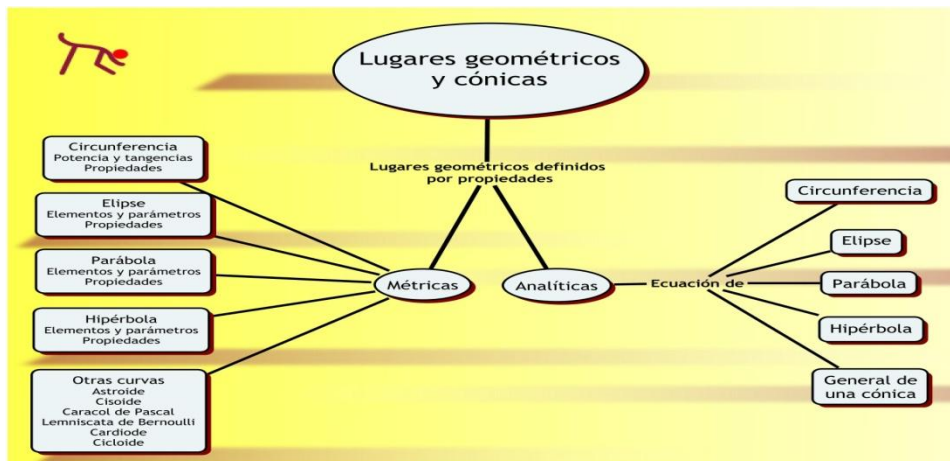 Lugares geométricos
y cónicas
Lugares geométricos definidos
por propiedades
Métricas
Circunferencia
Potencia y tangencias
Propiedades
Elipse
Elementos y parámetros
Propiedades
Parábola
Elementos y parámetros
Propiedades
Hipérbola
Elementos y parámetros
Propiedades
Otras curvas
Astroide
Cisoide
Caracol de Pascal
Lemniscata de Bernoulli
Cardiode
Cicloide
Analíticas
Ecuación de
Circunferencia
Elipse
Parábola
Hipérbola
General de
una cónica